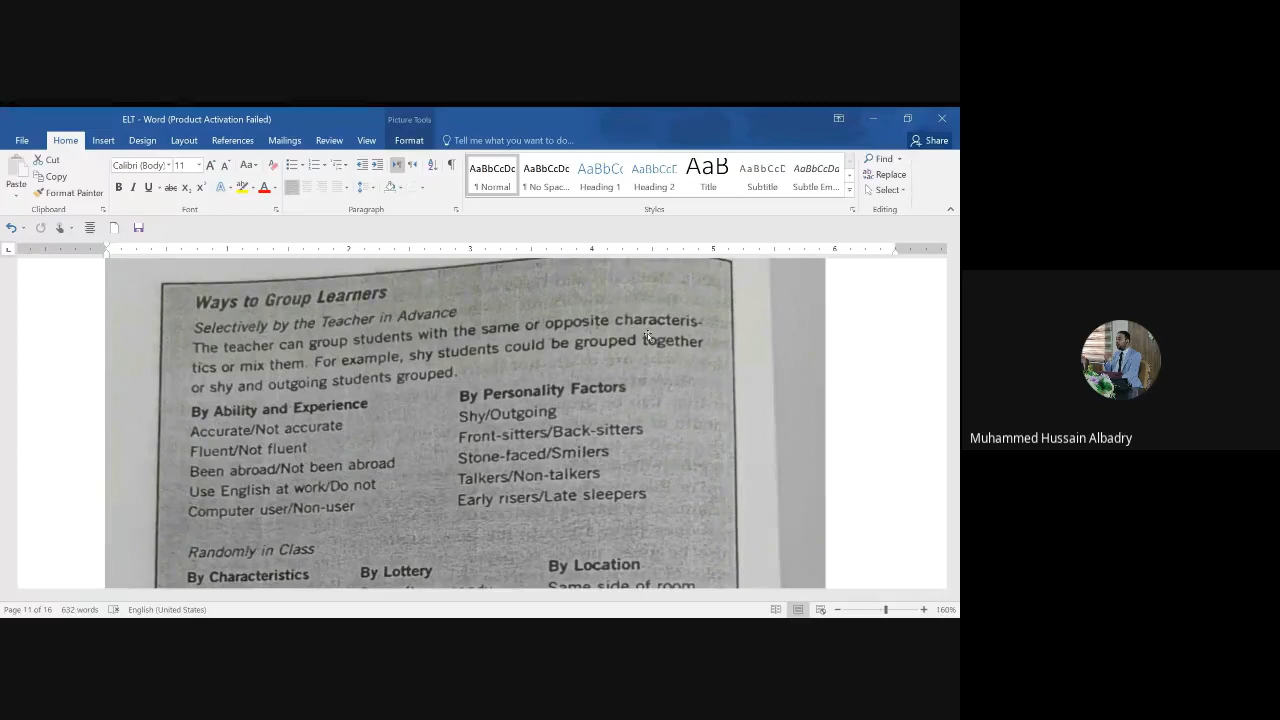 ELT - Word (Product Activation Failed)
Picture Tools
File Home Insert Design Layout References Mailings Review View Format Tell me what you want to do... Share
Cut
Copy
Format Painter
Paste
Clipboard
Calibri (Body) 11
Font
Paragraph
AaBbCcDc AaBbCcDc AaBbCc AaBbCcE AaB AaBbCcD AaBbCcDc
¶ Normal ¶ No Spac... Heading 1 Heading 2 Title Subtitle Subtle Em...
Styles
Find
Replace
Select
Editing
1 2 3 4 5 6
Ways to Group Learners
Selectively by the Teacher in Advance
The teacher can group students with the same or opposite characteris-
tics or mix them. For example, shy students could be grouped together
or shy and outgoing students grouped.
By Ability and Experience
Accurate/Not accurate
Fluent/Not fluent
Been abroad/Not been abroad
Use English at work/Do not
Computer user/Non-user
By Personality Factors
Shy/Outgoing
Front-sitters/Back-sitters
Stone-faced/Smilers
Talkers/Non-talkers
Early risers/Late sleepers
Randomly in Class
By Characteristics
By Lottery
By Location
Same side of room
Page 11 of 16 632 words English (United States) 160%
Muhammed Hussain Albadry